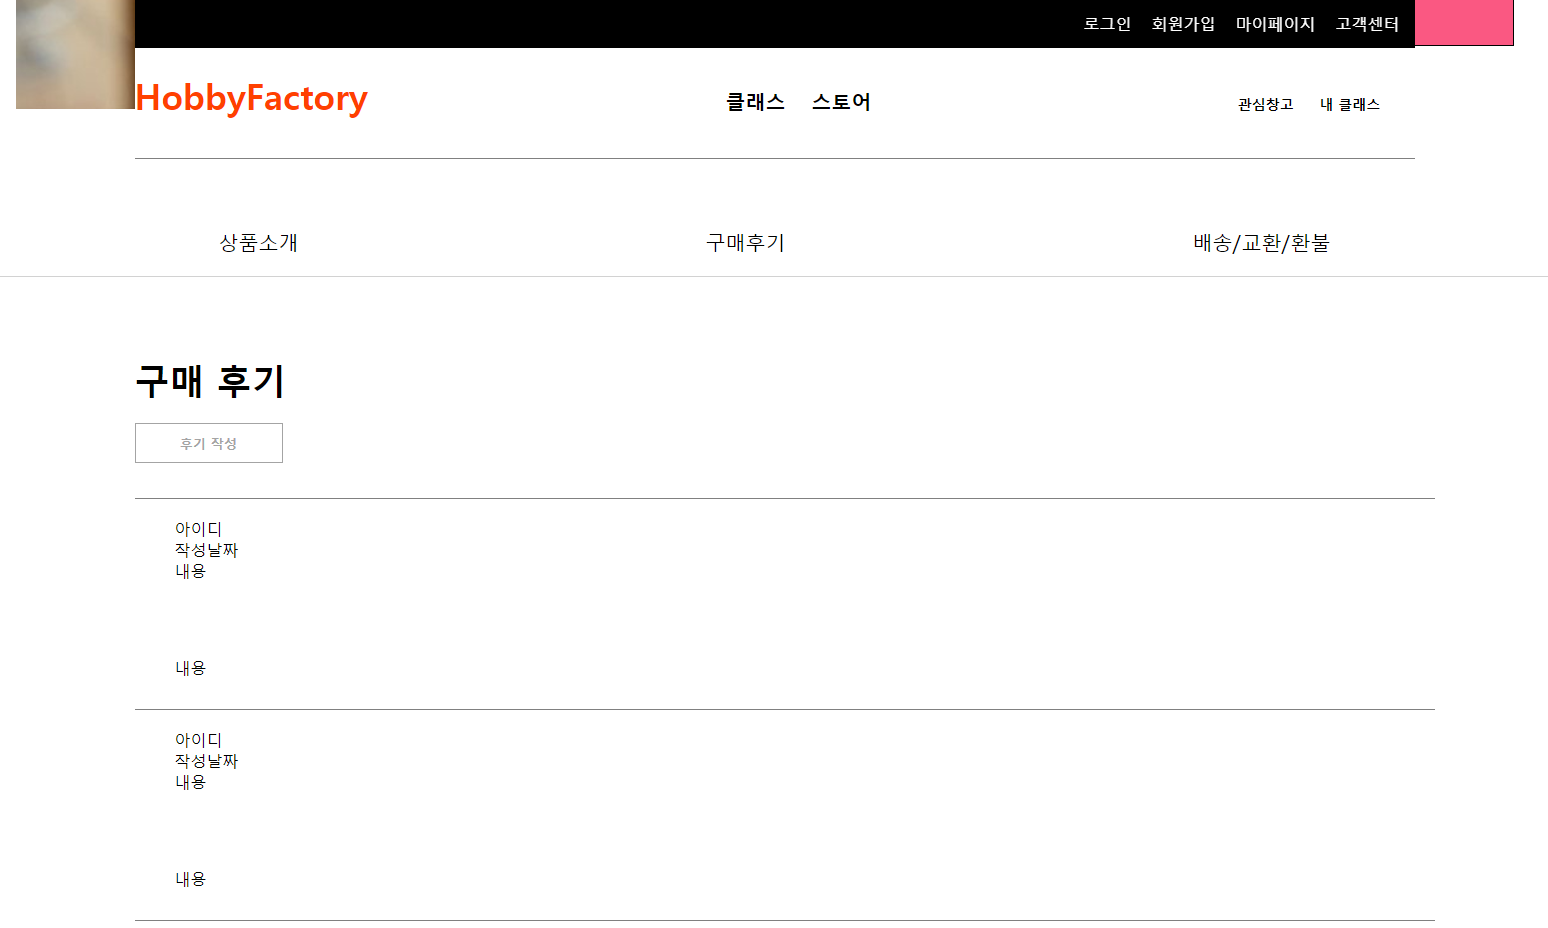 로그인 회원가입 마이페이지 고객센터
HobbyFactory 클래스 스토어 관심창고 내 클래스
상품소개 구매후기 배송/교환/환불
구매 후기
후기 작성
아이디
작성날짜
내용
내용
아이디
작성날짜
내용
내용